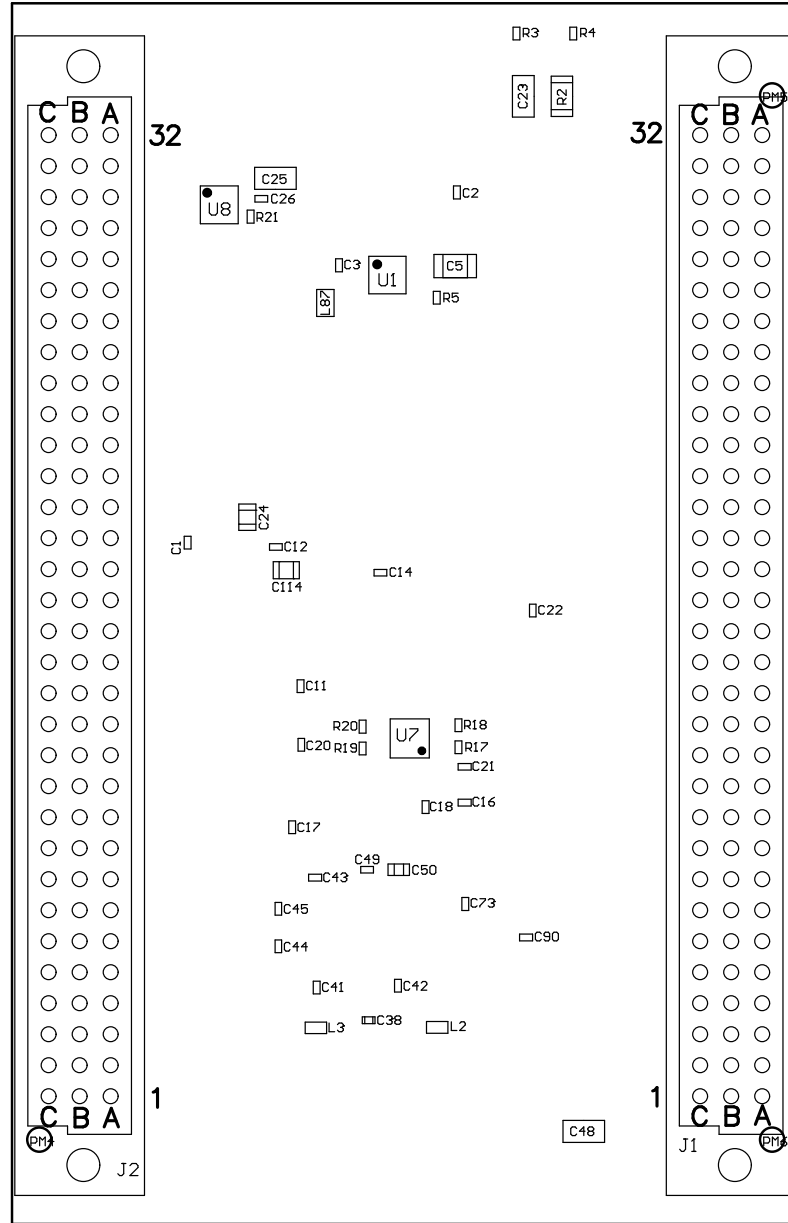 R3 R4
C23 R2
PM5
C B A C B A
32 32
C25
C26
U8 R21
C2
C3 U1 C5
L87 R5
C24
C1 C12
C114 C14
C22
C11
R20 U7 R18
C20 R19 R17
C21
C18 C16
C17
C49
C43 C50
C45 C73
C44 C90
C41 C42
L3 C38 L2
1 1
C B A C B A
C48
PM4 PM6
J2 J1